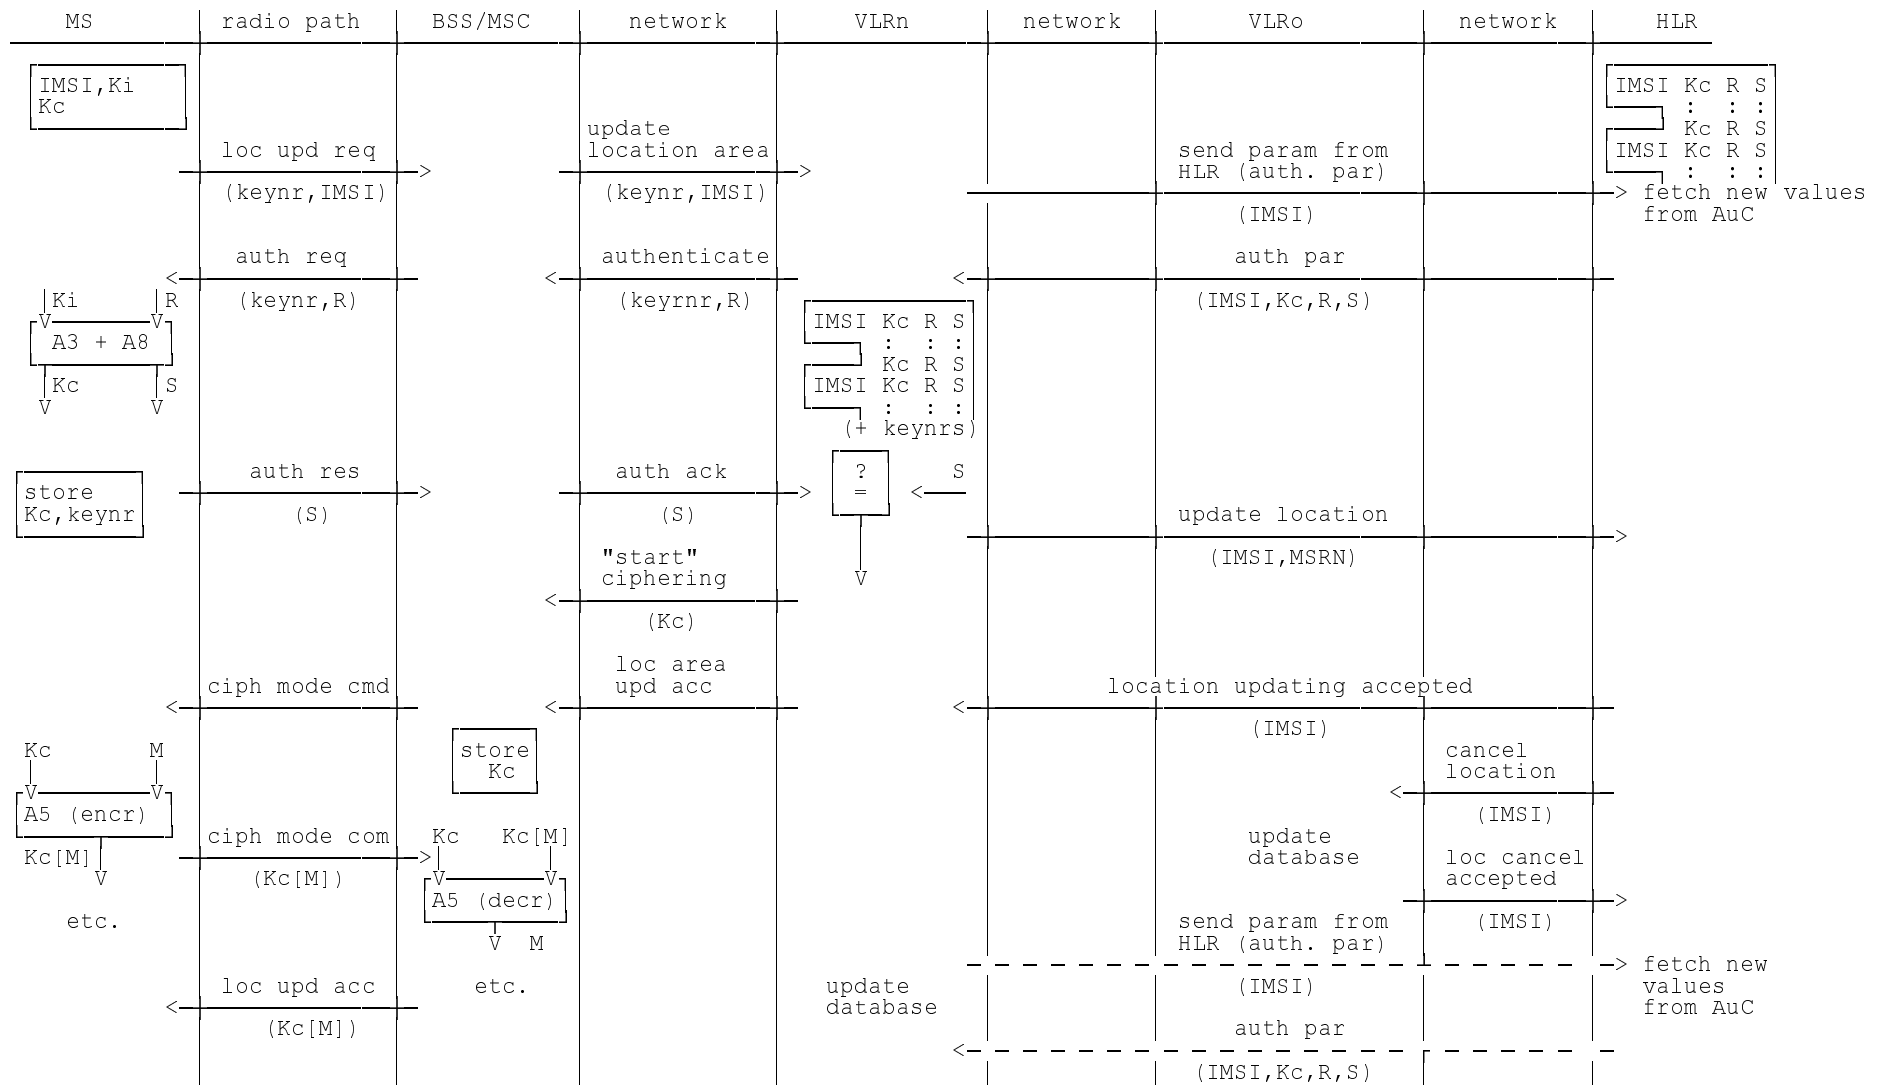 MS radio path BSS/MSC network VLRn network VLRo network HLR
IMSI,Ki IMSI Kc R S
Kc : : :
update Kc R S
loc upd req location area send param from IMSI Kc R S
> > HLR (auth. par) : : :
(keynr,IMSI) (keynr,IMSI) > fetch new values
(IMSI) from AuC
auth req authenticate auth par
< < <
Ki R (keynr,R) (keyrnr,R) (IMSI,Kc,R,S)
V V IMSI Kc R S
A3 + A8 : : :
Kc R S
Kc S IMSI Kc R S
V V : : :
(+ keynrs)
auth res auth ack ? S
store > > = <
Kc,keynr (S) (S) update location
>
"start" (IMSI,MSRN)
ciphering V
<
(Kc)
loc area
ciph mode cmd upd acc location updating accepted
< < <
(IMSI)
Kc M store cancel
Kc location
V V <
A5 (encr) (IMSI)
ciph mode com Kc Kc[M] update
Kc[M] > database loc cancel
V (Kc[M]) V V accepted
A5 (decr) >
etc. send param from (IMSI)
V M HLR (auth. par)
> fetch new
loc upd acc etc. update (IMSI) values
< database from AuC
(Kc[M]) auth par
<
(IMSI,Kc,R,S)